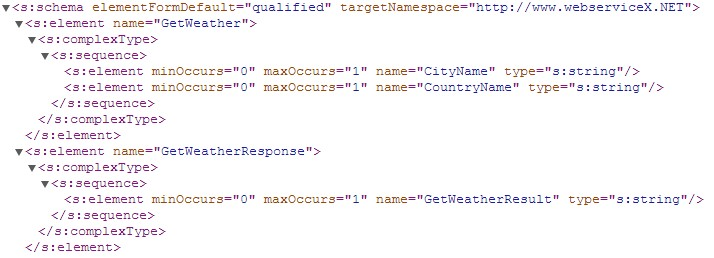 ▼<s:schema elementFormDefault="qualified" targetNamespace="http://www.webserviceX.NET">
▼<s:element name="GetWeather">
▼<s:complexType>
▼<s:sequence>
<s:element minOccurs="0" maxOccurs="1" name="CityName" type="s:string"/>
<s:element minOccurs="0" maxOccurs="1" name="CountryName" type="s:string"/>
</s:sequence>
</s:complexType>
</s:element>
▼<s:element name="GetWeatherResponse">
▼<s:complexType>
▼<s:sequence>
<s:element minOccurs="0" maxOccurs="1" name="GetWeatherResult" type="s:string"/>
</s:sequence>
</s:complexType>
</s:element>